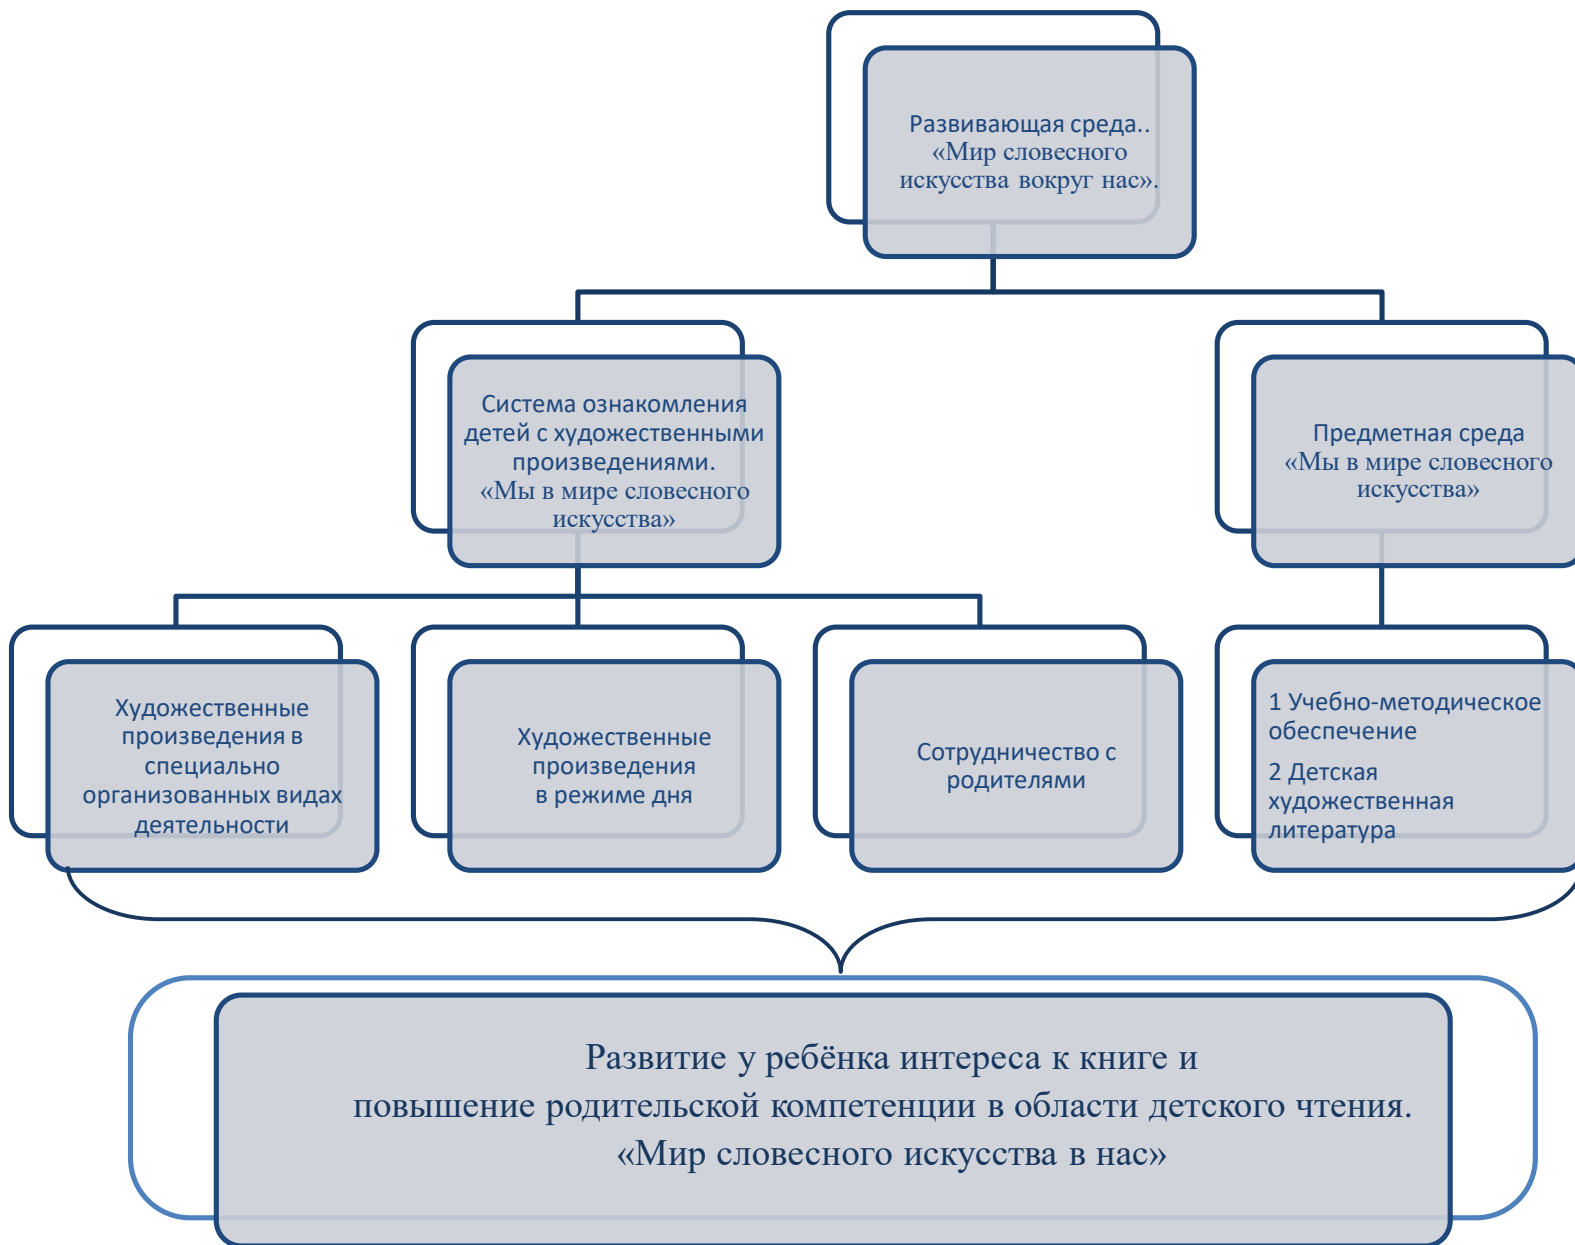 Развивающая среда..
«Мир словесного
искусства вокруг нас».
Система ознакомления
детей с художественными
произведениями.
«Мы в мире словесного
искусства»
Предметная среда
«Мы в мире словесного
искусства»
Художественные
произведения в
специально
организованных видах
деятельности
Художественные
произведения
в режиме дня
Сотрудничество с
родителями
1 Учебно-методическое
обеспечение
2 Детская
художественная
литература
Развитие у ребёнка интереса к книге и
повышение родительской компетенции в области детского чтения.
«Мир словесного искусства в нас»